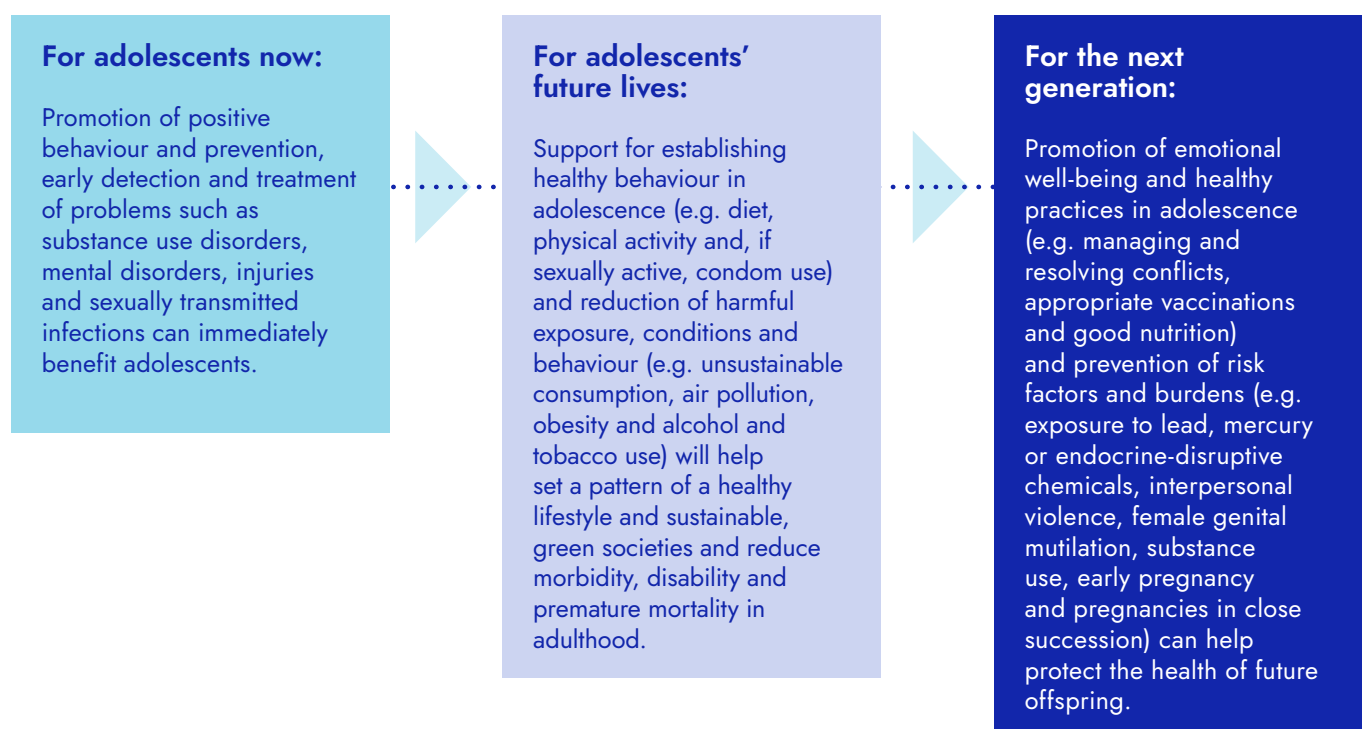 For adolescents now:
Promotion of positive
behaviour and prevention,
early detection and treatment
of problems such as
substance use disorders,
mental disorders, injuries
and sexually transmitted
infections can immediately
benefit adolescents.
For adolescents’
future lives:
Support for establishing
healthy behaviour in
adolescence (e.g. diet,
physical activity and, if
sexually active, condom use)
and reduction of harmful
exposure, conditions and
behaviour (e.g. unsustainable
consumption, air pollution,
obesity and alcohol and
tobacco use) will help
set a pattern of a healthy
lifestyle and sustainable,
green societies and reduce
morbidity, disability and
premature mortality in
adulthood.
For the next
generation:
Promotion of emotional
well-being and healthy
practices in adolescence
(e.g. managing and
resolving conflicts,
appropriate vaccinations
and good nutrition)
and prevention of risk
factors and burdens (e.g.
exposure to lead, mercury
or endocrine-disruptive
chemicals, interpersonal
violence, female genital
mutilation, substance
use, early pregnancy
and pregnancies in close
succession) can help
protect the health of future
offspring.